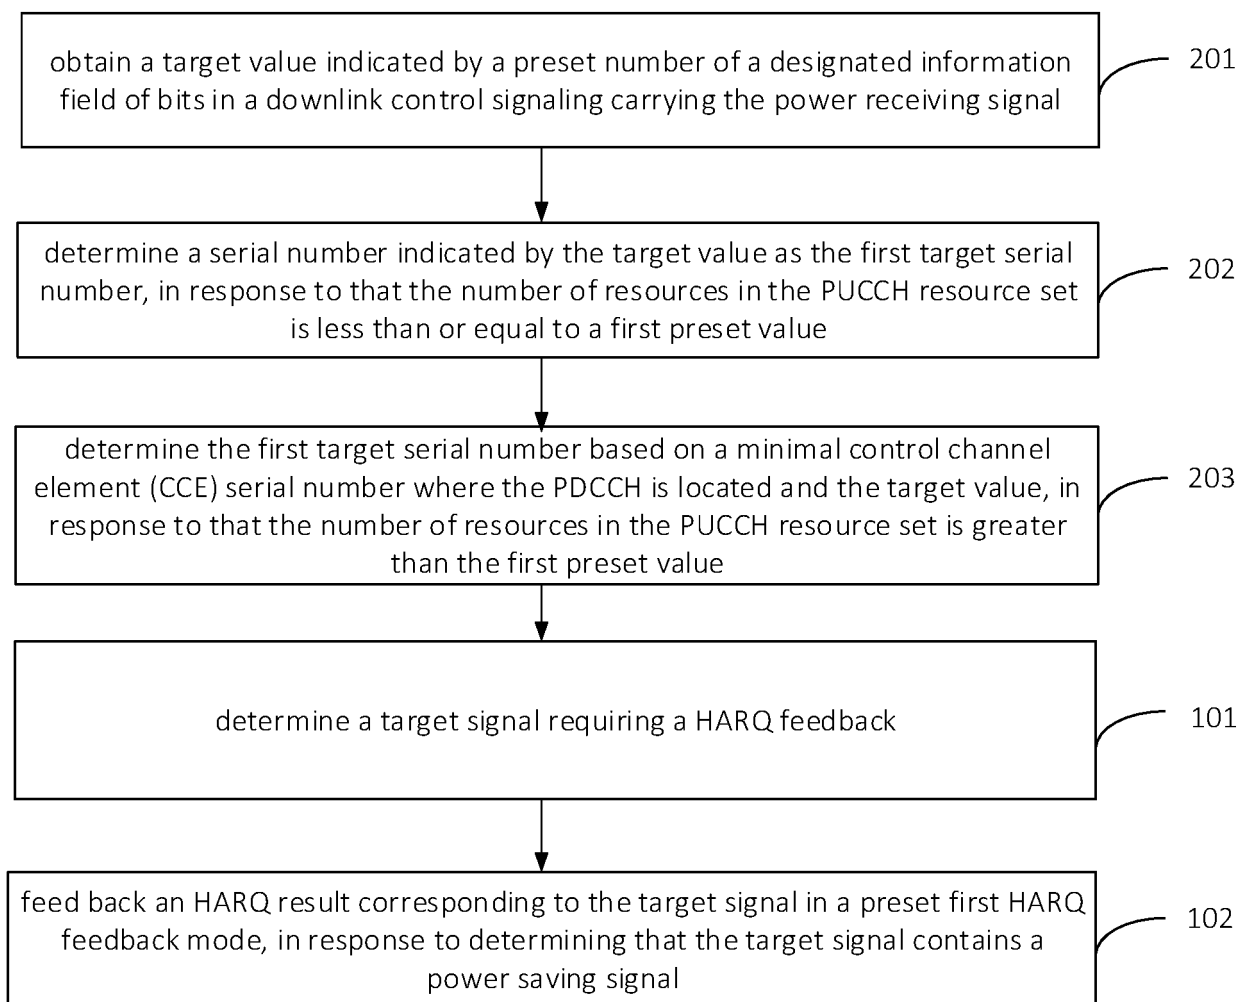 obtain a target value indicated by a preset number of a designated information
field of bits in a downlink control signaling carrying the power receiving signal
201
determine a serial number indicated by the target value as the first target serial
number, in response to that the number of resources in the PUCCH resource set
is less than or equal to a first preset value
202
determine the first target serial number based on a minimal control channel
element (CCE) serial number where the PDCCH is located and the target value, in
response to that the number of resources in the PUCCH resource set is greater
than the first preset value
203
determine a target signal requiring a HARQ feedback
101
feed back an HARQ result corresponding to the target signal in a preset first HARQ
feedback mode, in response to determining that the target signal contains a
power saving signal
102